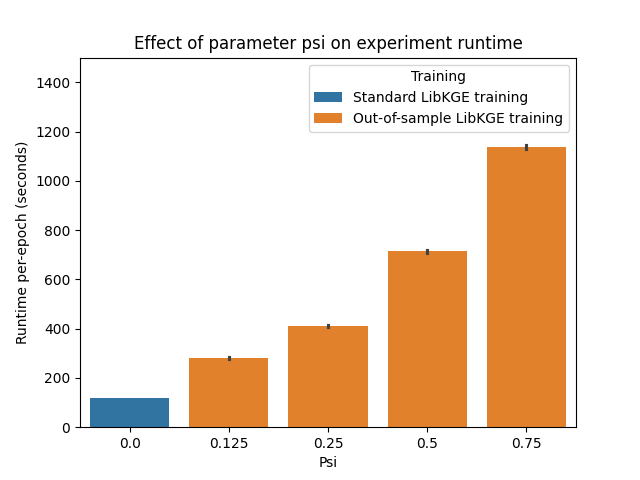 Effect of parameter psi on experiment runtime
Training
Standard LibKGE training
Out-of-sample LibKGE training
Runtime per-epoch (seconds)
1400
1200
1000
800
600
400
200
0
0.0 0.125 0.25 0.5 0.75
Psi